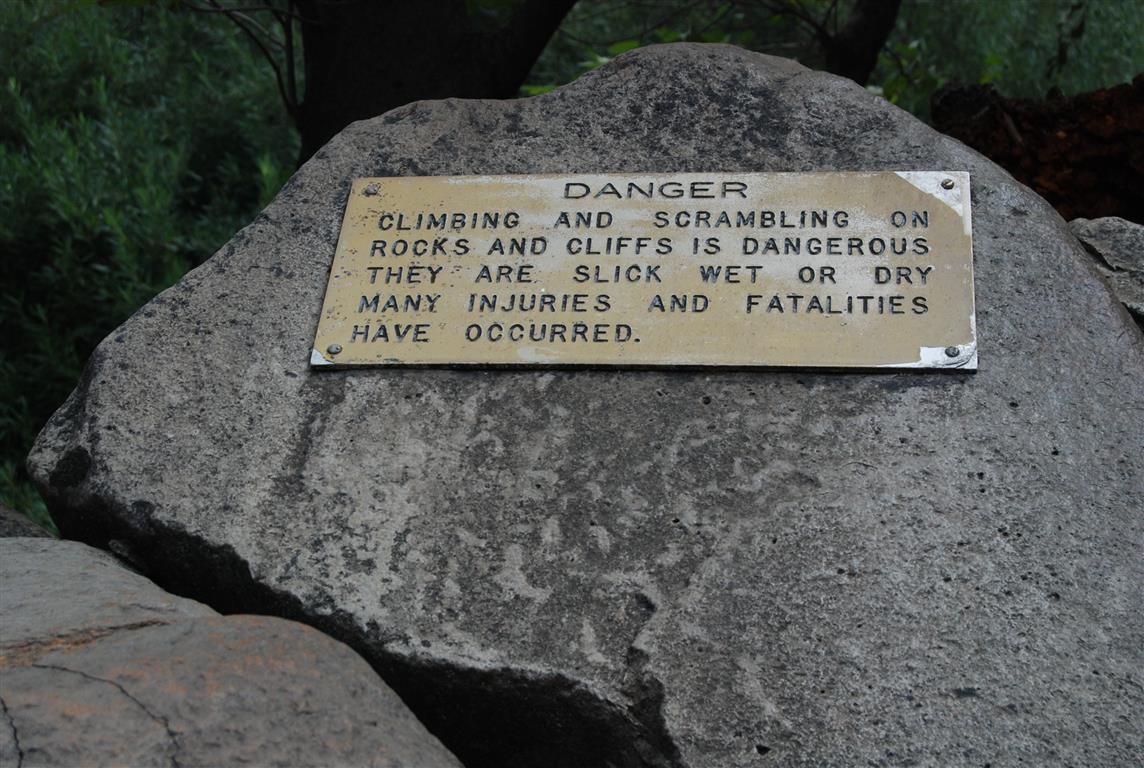 DANGER
CLIMBING AND SCRAMBLING ON
ROCKS AND CLIFFS IS DANGEROUS
THEY ARE SLICK WET OR DRY
MANY INJURIES AND FATALITIES
HAVE OCCURRED.